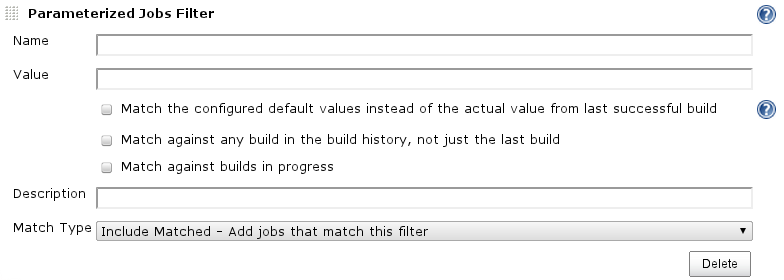 Parameterized Jobs Filter
Name
Value
Match the configured default values instead of the actual value from last successful build
Match against any build in the build history, not just the last build
Match against builds in progress
Description
Match Type
Include Matched - Add jobs that match this filter
Delete